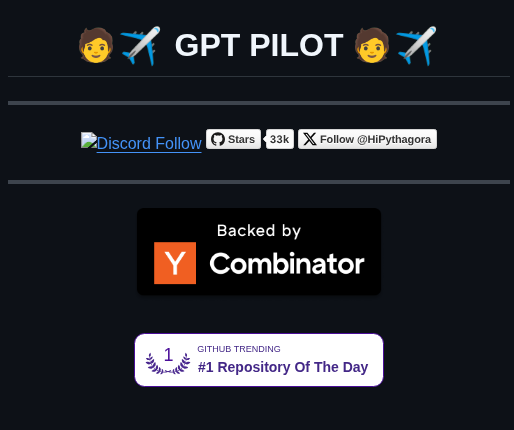 🧑✈️ GPT PILOT 🧑✈️
Discord Follow Stars 33k Follow @HiPythagora
Backed by
Y Combinator
1 GITHUB TRENDING
#1 Repository Of The Day